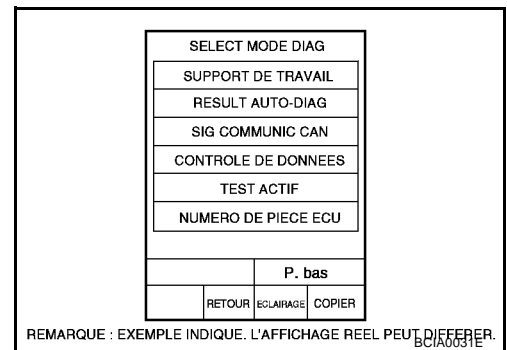 SELECT MODE DIAG
SUPPORT DE TRAVAIL
RESULT AUTO-DIAG
SIG COMMUNIC CAN
CONTROLE DE DONNEES
TEST ACTIF
NUMERO DE PIECE ECU
P. bas
RETOUR ECLAIRAGE COPIER
REMARQUE : EXEMPLE INDIQUE. L'AFFICHAGE REEL PEUT DIFFERER.
BCIA0031E